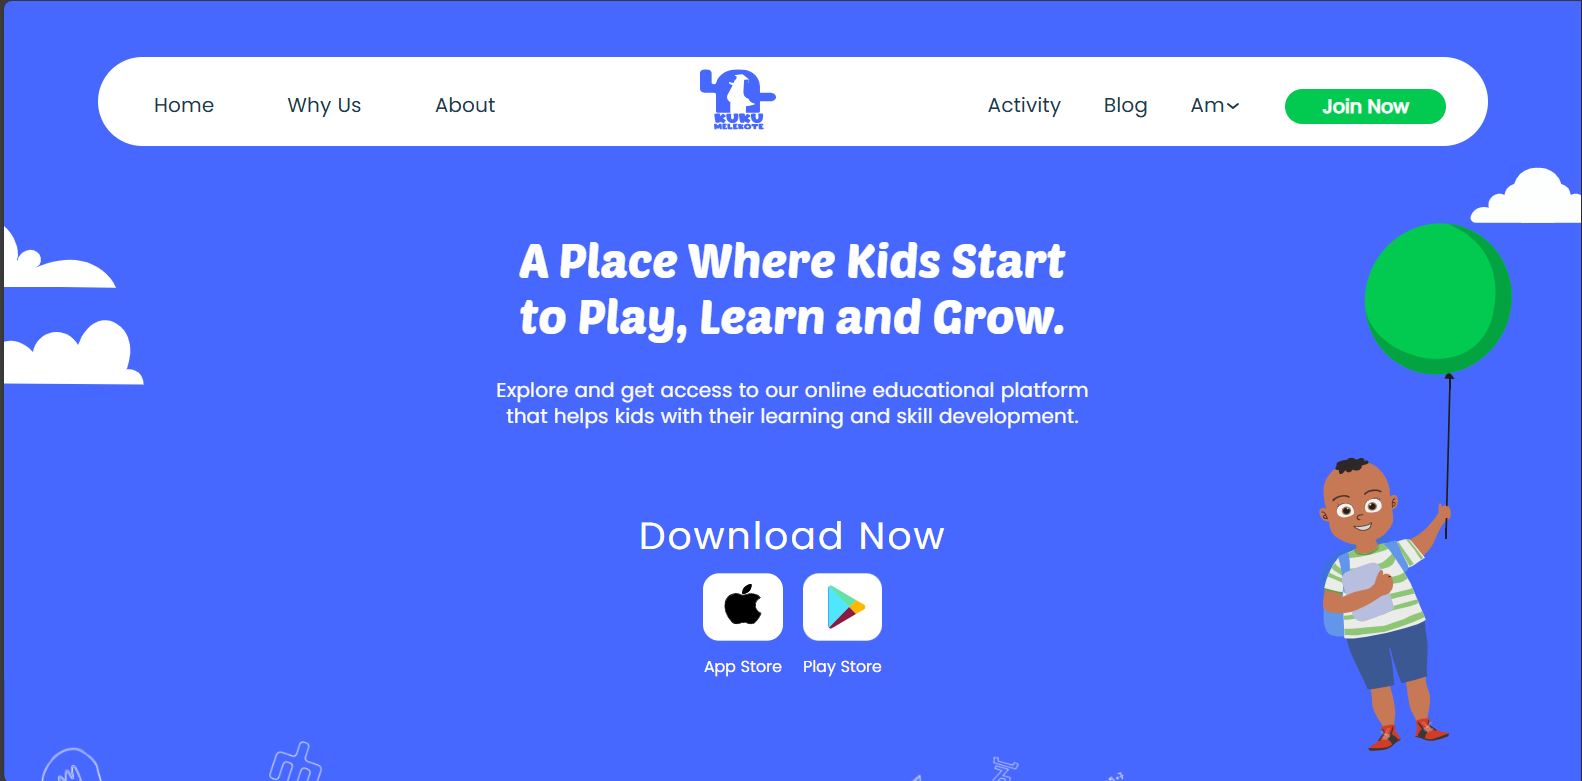 Home
Why Us
About
KUKU
MELEKOTE
Activity
Blog
Am
Join Now
A Place Where Kids Start
to Play, Learn and Grow.
Explore and get access to our online educational platform
that helps kids with their learning and skill development.
Download Now
App Store
Play Store